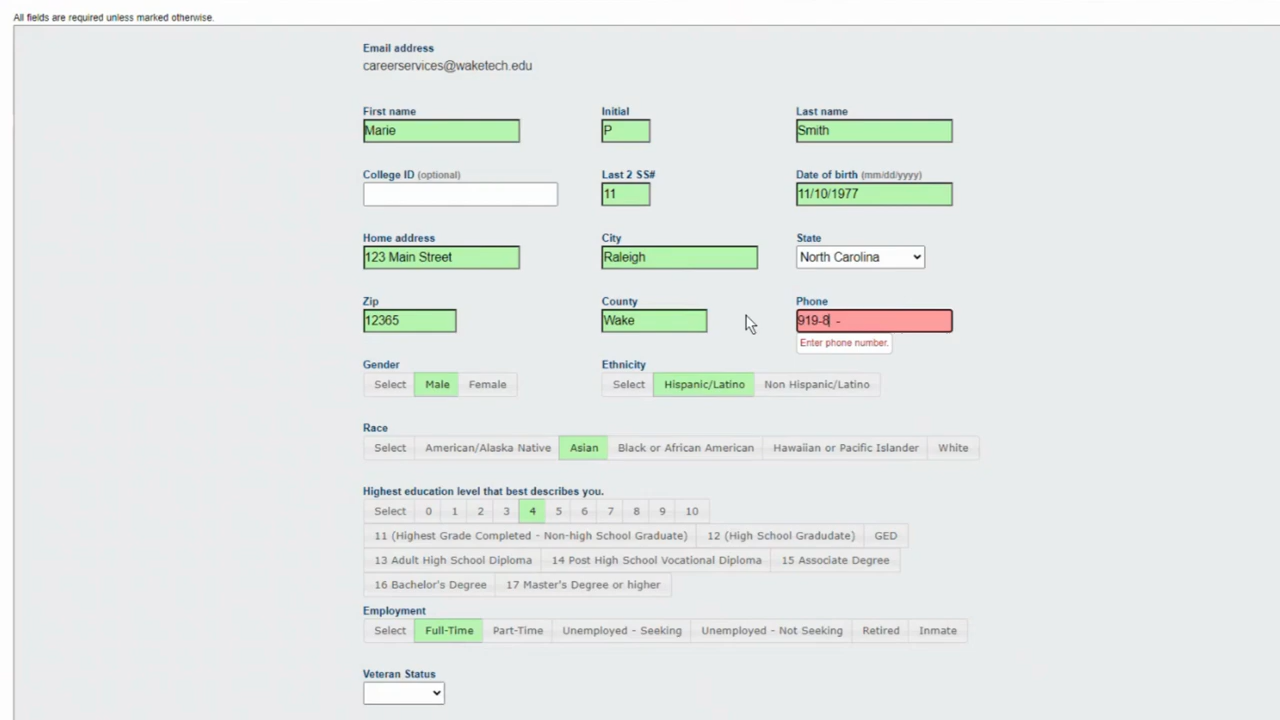 All fields are required unless marked otherwise.
Email address
careerservices@waketech.edu
First name Initial Last name
Marie P Smith
College ID (optional) Last 2 SS# Date of birth (mm/dd/yyyy)
11 11/10/1977
Home address City State
123 Main Street Raleigh North Carolina
Zip County Phone
12365 Wake 919-8 -
Enter phone number.
Gender Ethnicity
Select Male Female Select Hispanic/Latino Non Hispanic/Latino
Race
Select American/Alaska Native Asian Black or African American Hawaiian or Pacific Islander White
Highest education level that best describes you.
Select 0 1 2 3 4 5 6 7 8 9 10
11 (Highest Grade Completed - Non-high School Graduate) 12 (High School Gradudate) GED
13 Adult High School Diploma 14 Post High School Vocational Diploma 15 Associate Degree
16 Bachelor's Degree 17 Master's Degree or higher
Employment
Select Full-Time Part-Time Unemployed - Seeking Unemployed - Not Seeking Retired Inmate
Veteran Status